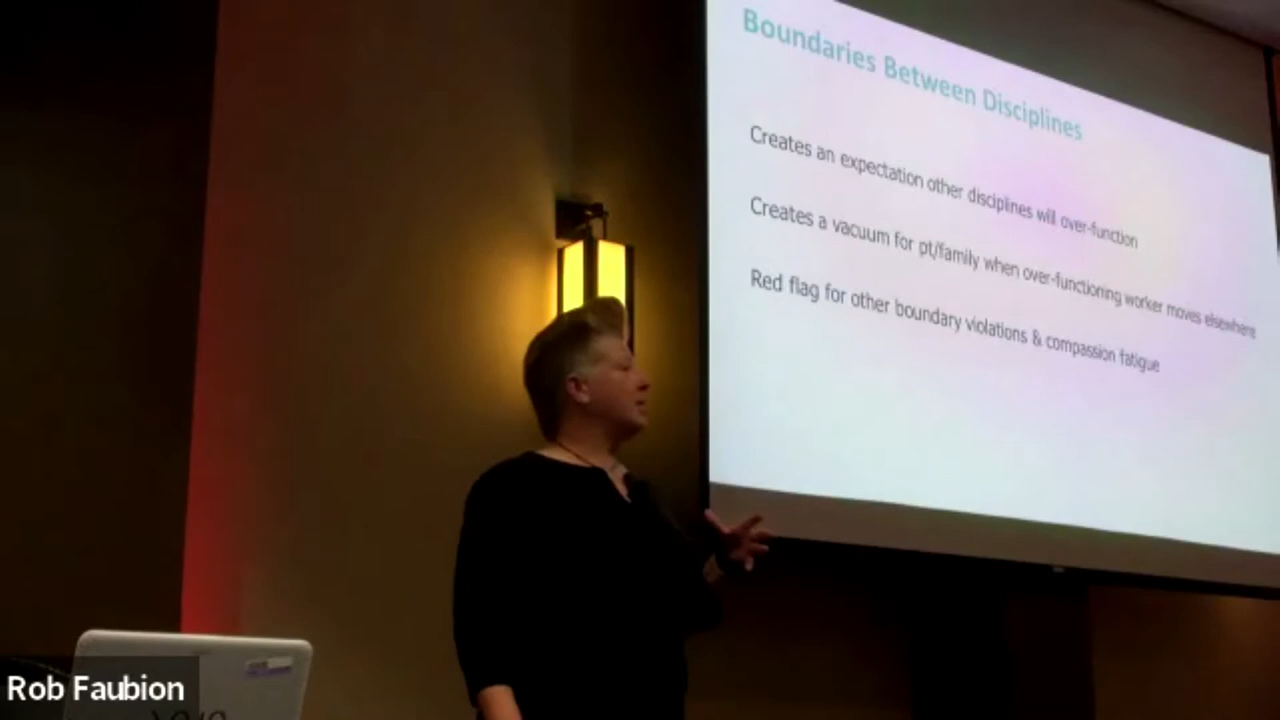 Boundaries Between Disciplines
Creates an expectation other disciplines will over-function
Creates a vacuum for pt/family when over-functioning worker moves elsewhere
Red flag for other boundary violations & compassion fatigue
Rob Faubion